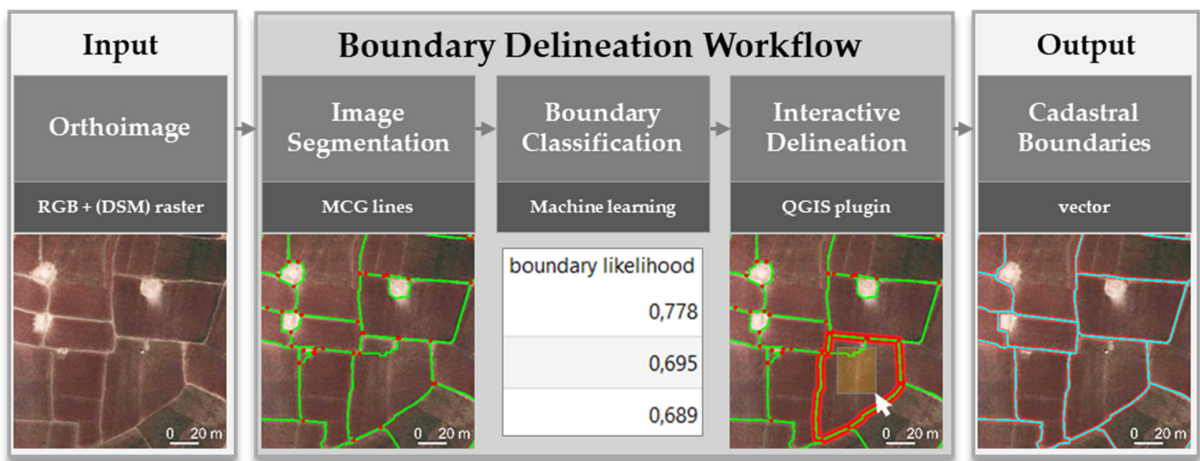 Input
Boundary Delineation Workflow
Output
Orthoimage
Image
Segmentation
Boundary
Classification
Interactive
Delineation
Cadastral
Boundaries
RGB + (DSM) raster
MCG lines
Machine learning
QGIS plugin
vector
boundary likelihood
0,778
0,695
0,689
0 20 m
0 20 m
0 20 m
0 20 m